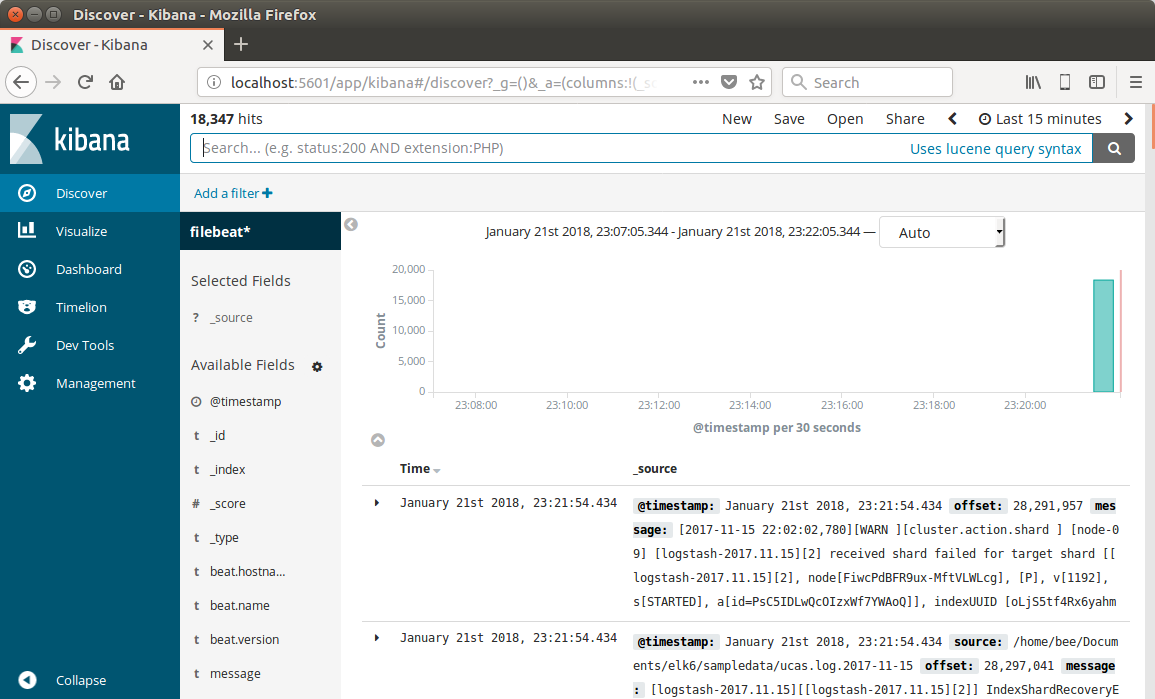 Discover - Kibana - Mozilla Firefox
Discover - Kibana
localhost:5601/app/kibana#/discover?_g=()&_a=(columns:!(_sc
Search
kibana
Discover
Visualize
Dashboard
Timelion
Dev Tools
Management
Collapse
18,347 hits
New Save Open Share Last 15 minutes
Search... (e.g. status:200 AND extension:PHP) Uses lucene query syntax
Add a filter
filebeat*
Selected Fields
? _source
Available Fields
@timestamp
t _id
t _index
# _score
t _type
t beat.hostna...
t beat.name
t beat.version
t message
January 21st 2018, 23:07:05.344 - January 21st 2018, 23:22:05.344 — Auto
Count
20,000
15,000
10,000
5,000
0
23:08:00 23:10:00 23:12:00 23:14:00 23:16:00 23:18:00 23:20:00
@timestamp per 30 seconds
Time _source
January 21st 2018, 23:21:54.434
@timestamp: January 21st 2018, 23:21:54.434 offset: 28,291,957 mes
sage: [2017-11-15 22:02:02,780][WARN ][cluster.action.shard ] [node-0
9] [logstash-2017.11.15][2] received shard failed for target shard [[
logstash-2017.11.15][2], node[FiwcPdBFR9ux-MftVLWLcg], [P], v[1192],
s[STARTED], a[id=PsC5IDLwQcOIzxWf7YWAoQ]], indexUUID [oLjS5tf4Rx6yahm
January 21st 2018, 23:21:54.434
@timestamp: January 21st 2018, 23:21:54.434 source: /home/bee/Docum
ents/elk6/sampledata/ucas.log.2017-11-15 offset: 28,297,041 message
: [logstash-2017.11.15][[logstash-2017.11.15][2]] IndexShardRecoveryE